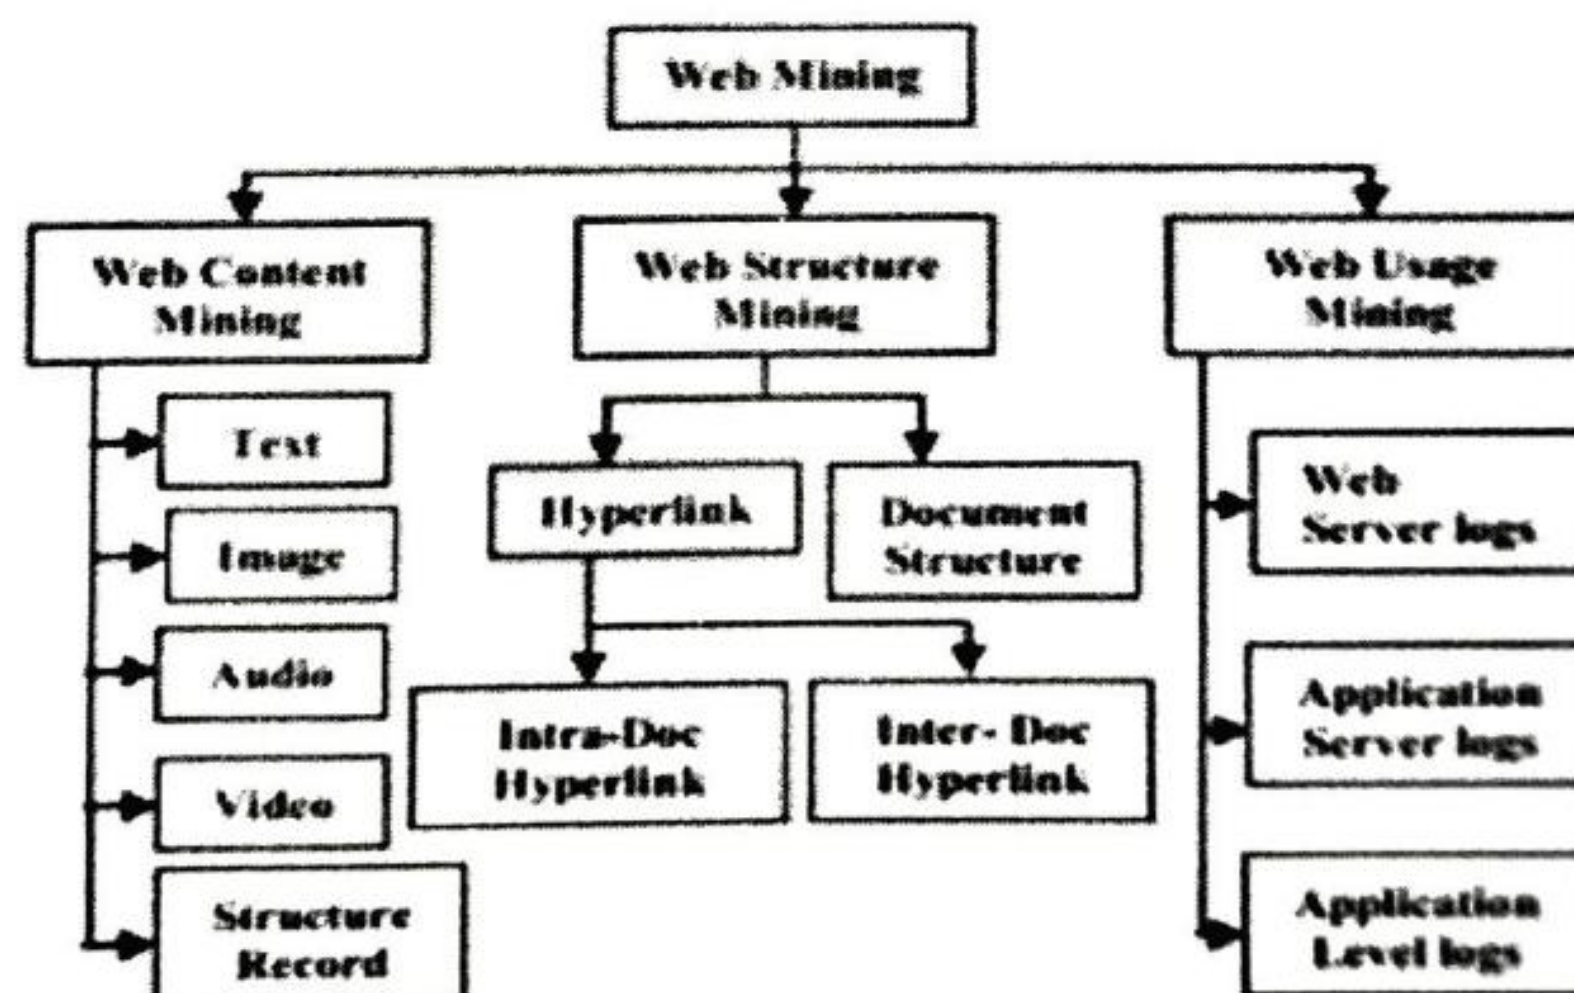 Web Mining
Web Content
Mining
Web Structure
Mining
Web Usage
Mining
Text
Image
Audio
Video
Structure
Record
Hyperlink
Document
Structure
Intra-Doc
Hyperlink
Inter- Doc
Hyperlink
Web
Server logs
Application
Server logs
Application
Level logs